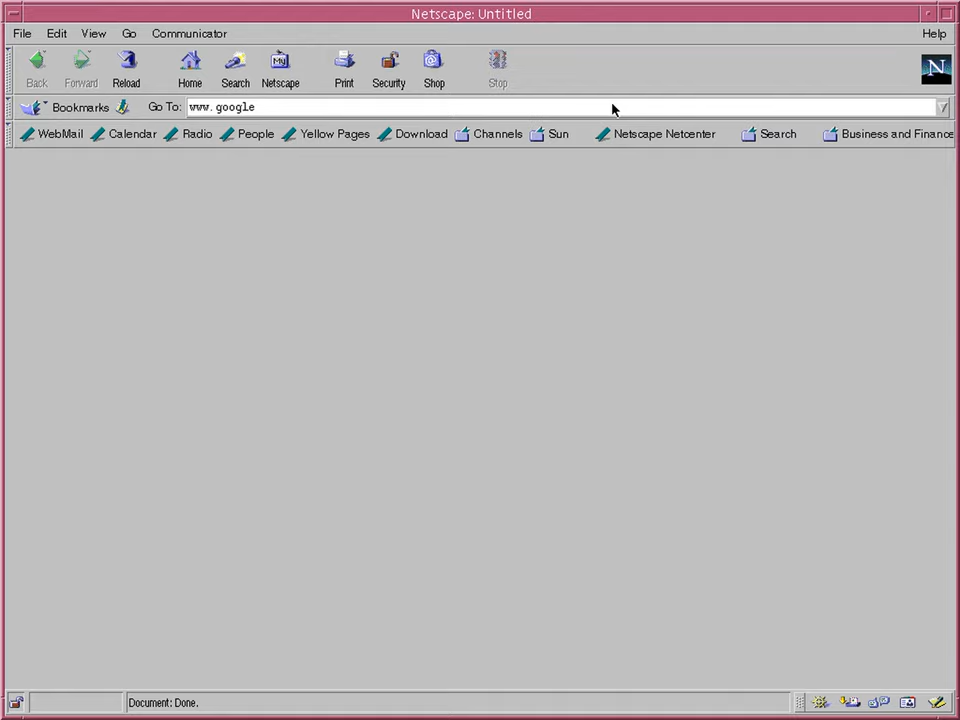 Netscape: Untitled
File Edit View Go Communicator Help
Back Forward Reload Home Search Netscape Print Security Shop Stop
My
N
Bookmarks Go To: www.google
WebMail Calendar Radio People Yellow Pages Download Channels Sun Netscape Netcenter Search Business and Finance
Document: Done.